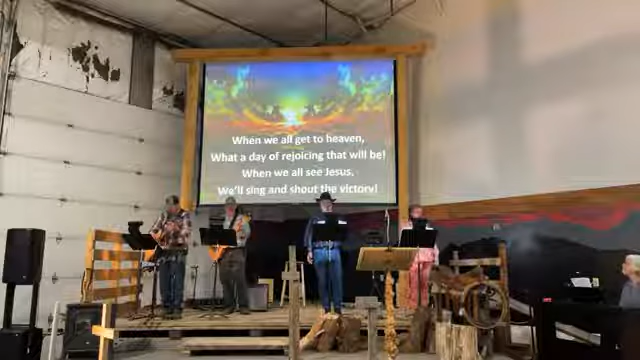 When we all get to heaven,
What a day of rejoicing that will be!
When we all see Jesus,
We'll sing and shout the victory!